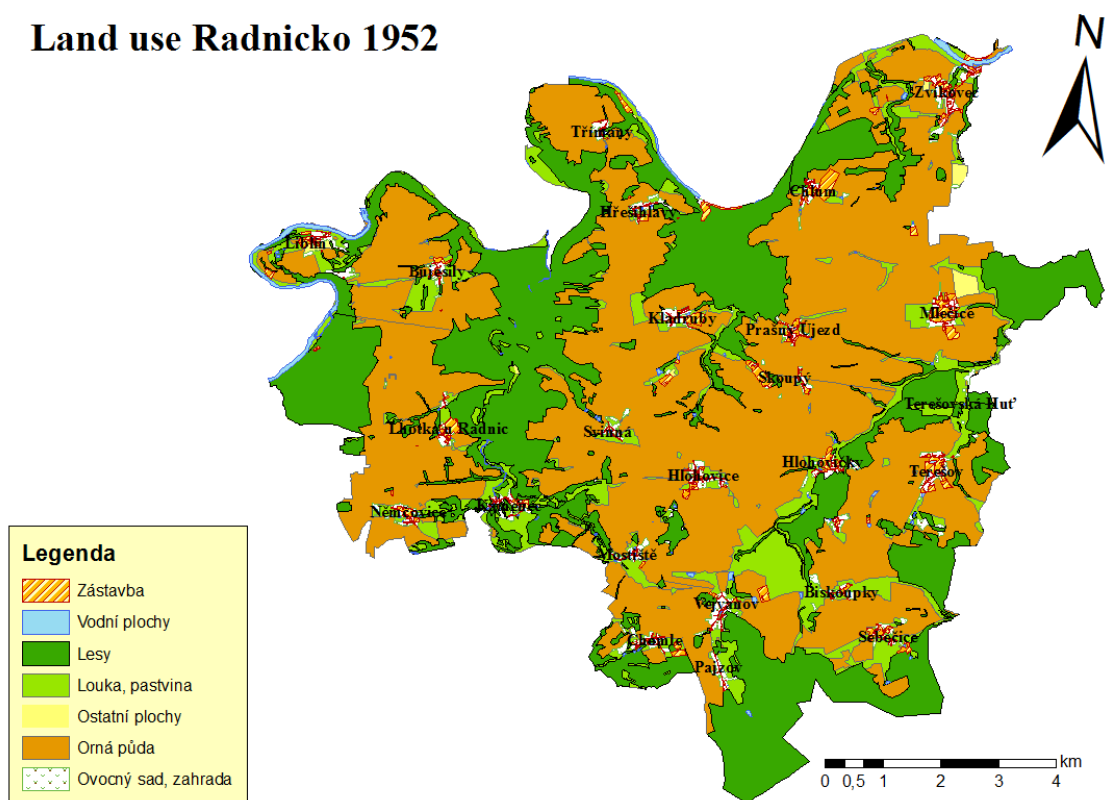 Land use Radnicko 1952
N
Zvíkovec
Třímany
Chlum
Hřešihlavy
Liblín
Bujesily
Mlečice
Kladruby
Prašný Újezd
Skoupý
Terešovská Huť
Lhotka u Radnic
Svinná
Hlohovičky
Hlohovice
Terešov
Kamenec
Němčovice
Mostiště
Biskoupky
Vejvanov
Sebečice
Chomle
Pajzov
Legenda
Zástavba
Vodní plochy
Lesy
Louka, pastvina
Ostatní plochy
Orná půda
Ovocný sad, zahrada
km
0 0,5 1 2 3 4